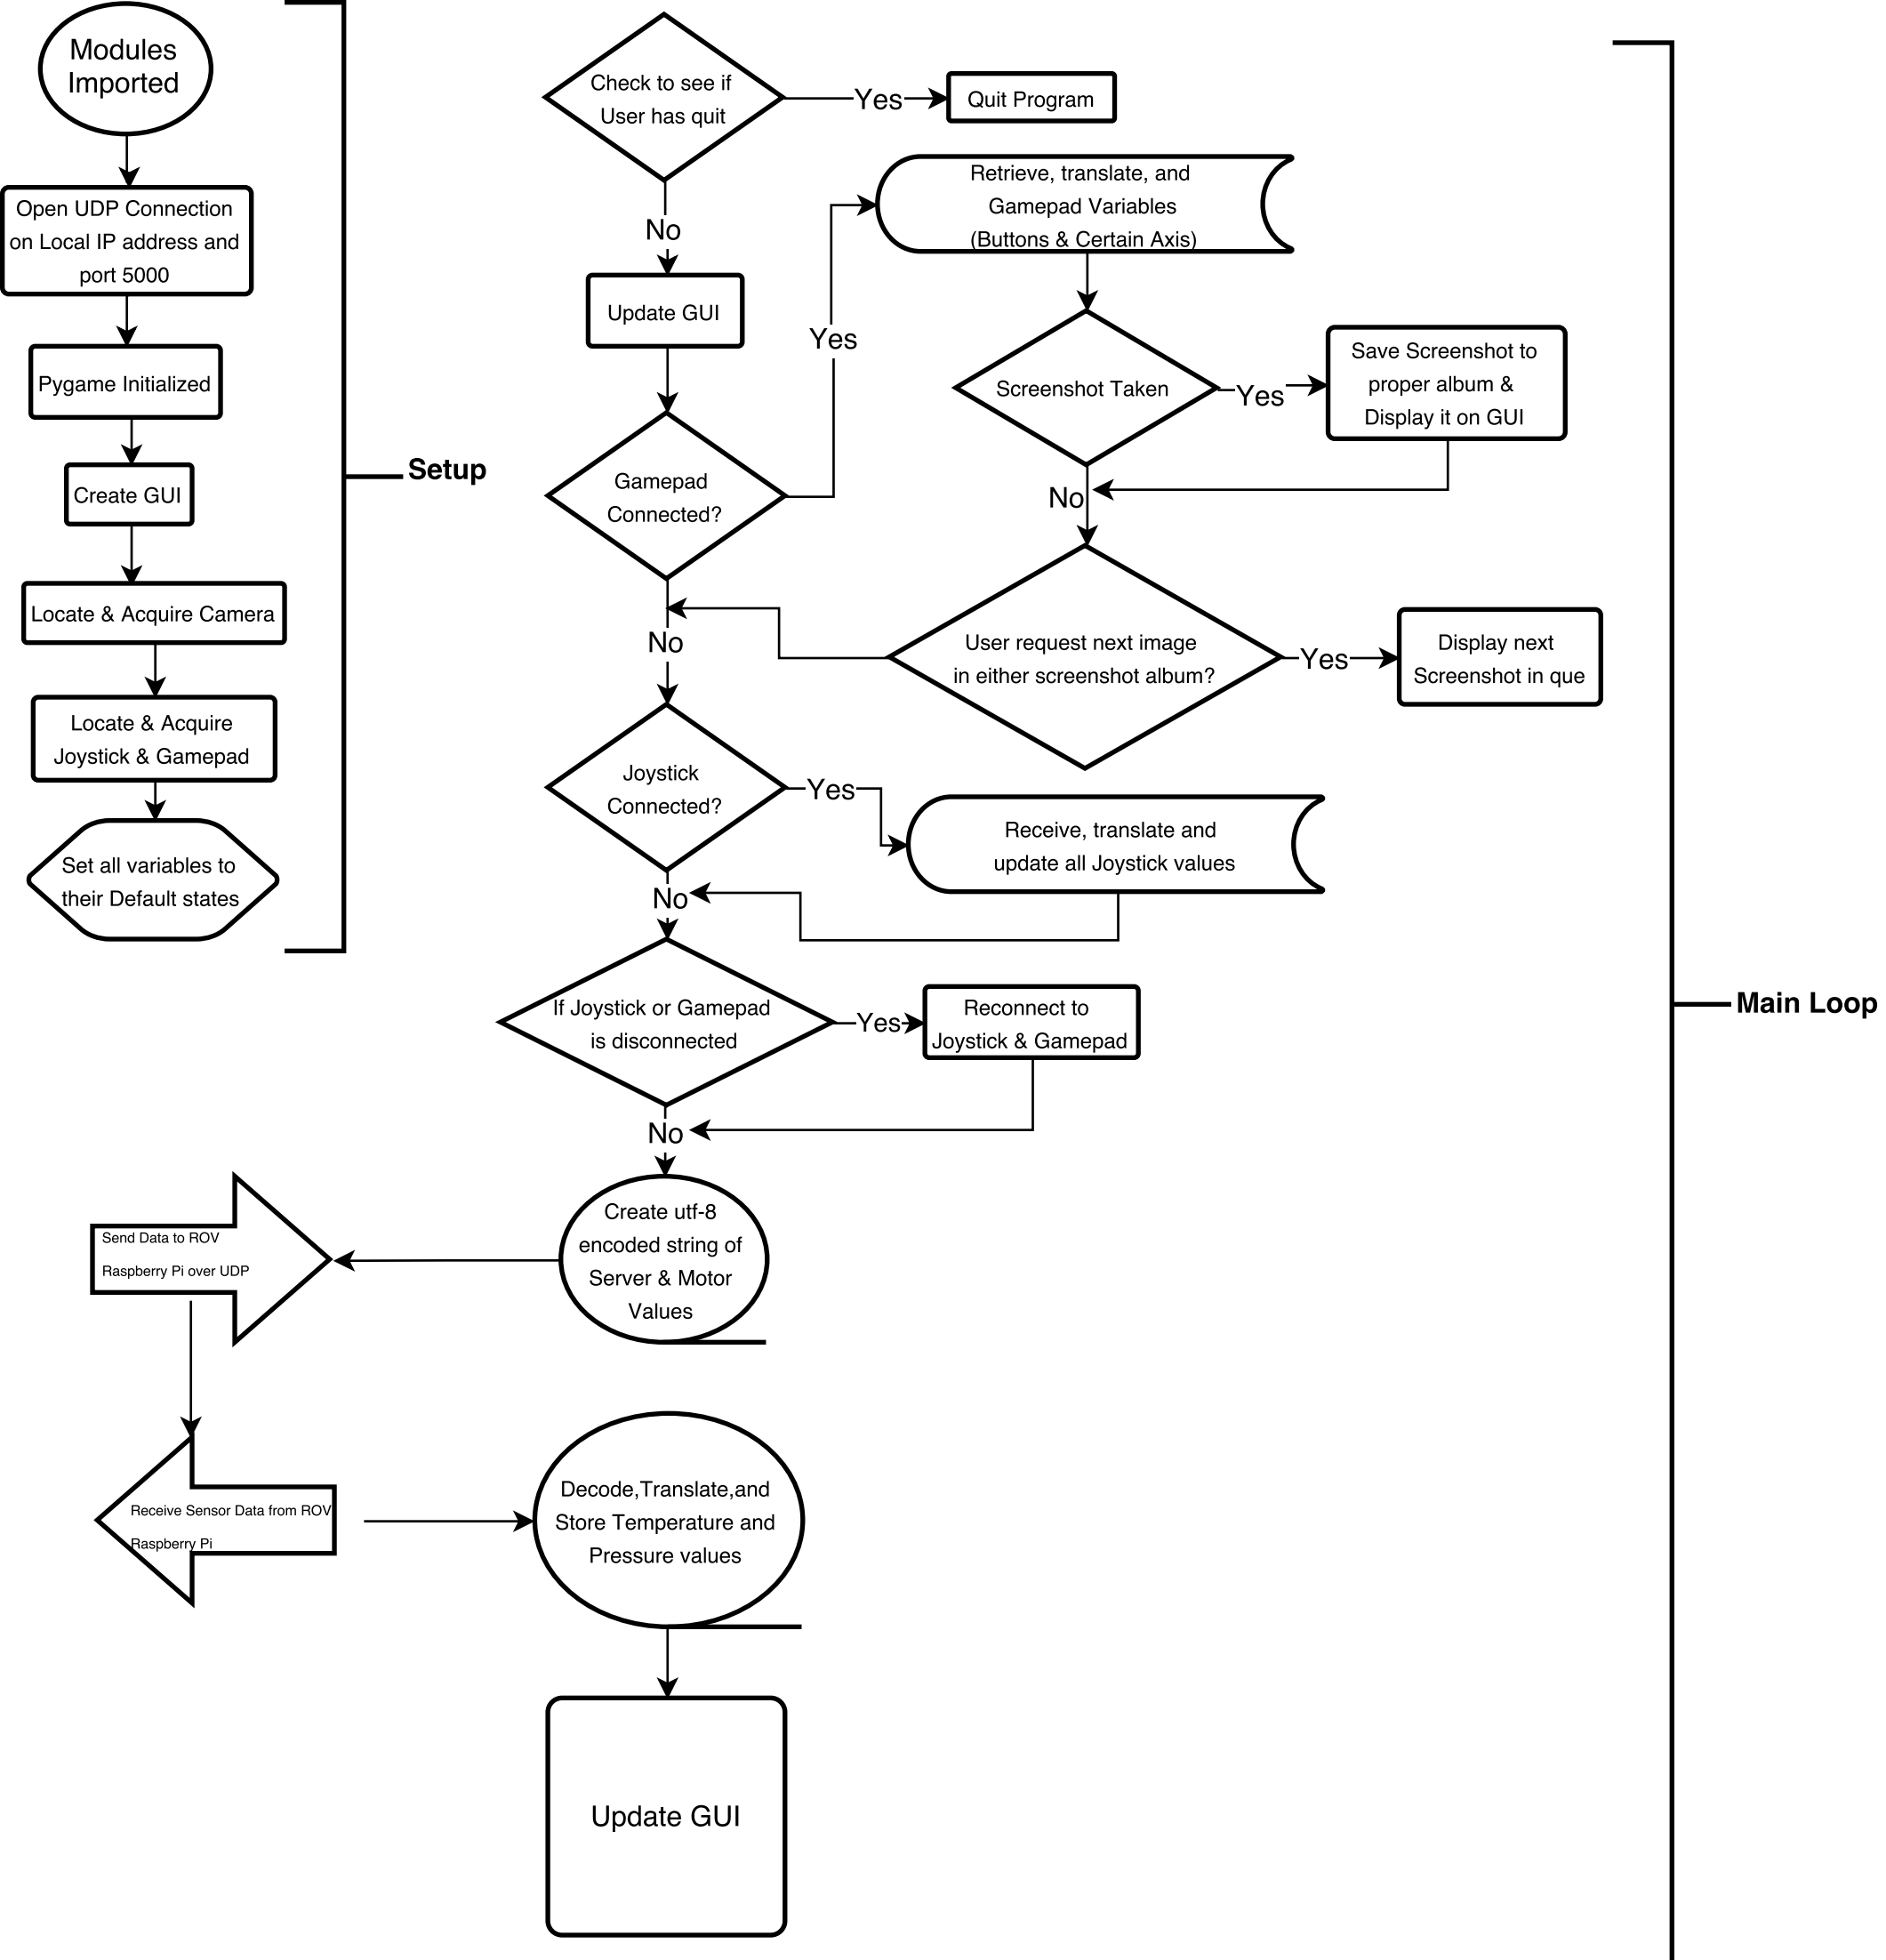 Modules
Imported
Open UDP Connection
on Local IP address and
port 5000
Pygame Initialized
Create GUI
Locate & Acquire Camera
Locate & Acquire
Joystick & Gamepad
Set all variables to
their Default states
Setup
Check to see if
User has quit
Yes
Quit Program
No
Update GUI
Gamepad
Connected?
Yes
Retrieve, translate, and
Gamepad Variables
(Buttons & Certain Axis)
Screenshot Taken
Yes
Save Screenshot to
proper album &
Display it on GUI
No
User request next image
in either screenshot album?
Yes
Display next
Screenshot in que
No
Joystick
Connected?
Yes
Receive, translate and
update all Joystick values
No
If Joystick or Gamepad
is disconnected
Yes
Reconnect to
Joystick & Gamepad
No
Create utf-8
encoded string of
Server & Motor
Values
Send Data to ROV
Raspberry Pi over UDP
Receive Sensor Data from ROV
Raspberry Pi
Decode,Translate,and
Store Temperature and
Pressure values
Update GUI
Main Loop